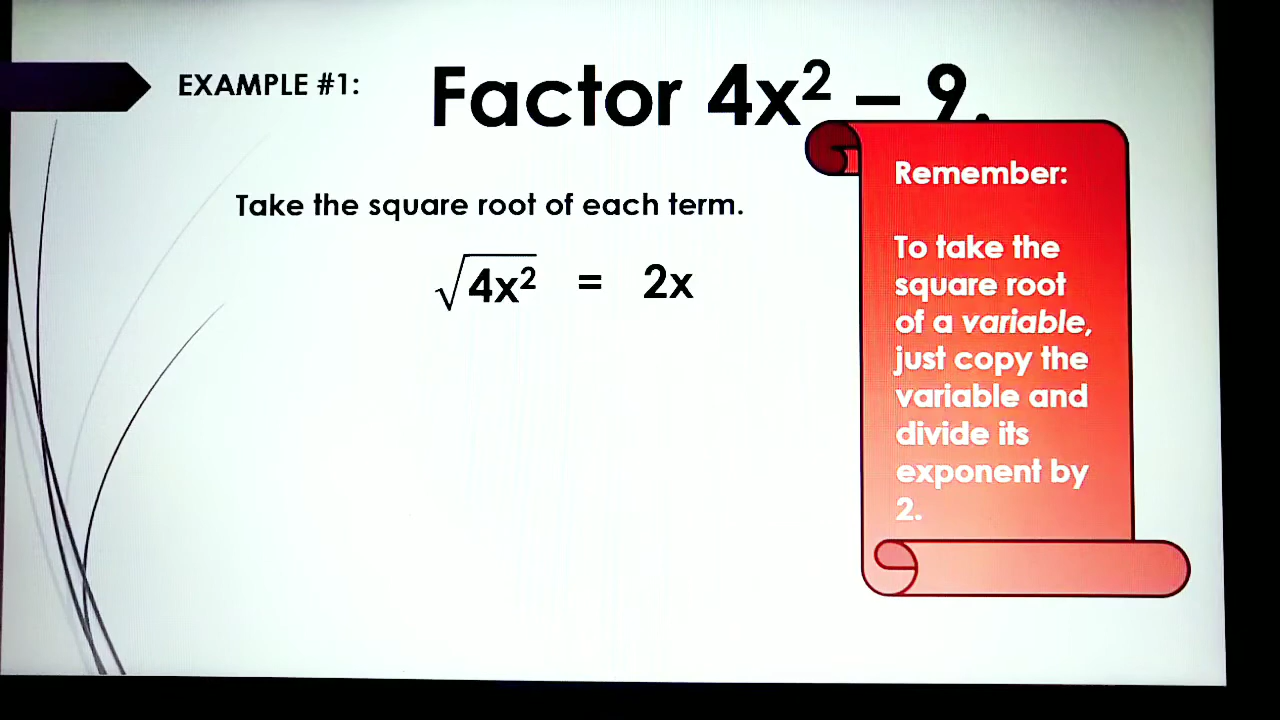 EXAMPLE #1:
Factor 4x² – 9.
Take the square root of each term.
√4x² = 2x
Remember:
To take the
square root
of a variable,
just copy the
variable and
divide its
exponent by
2.